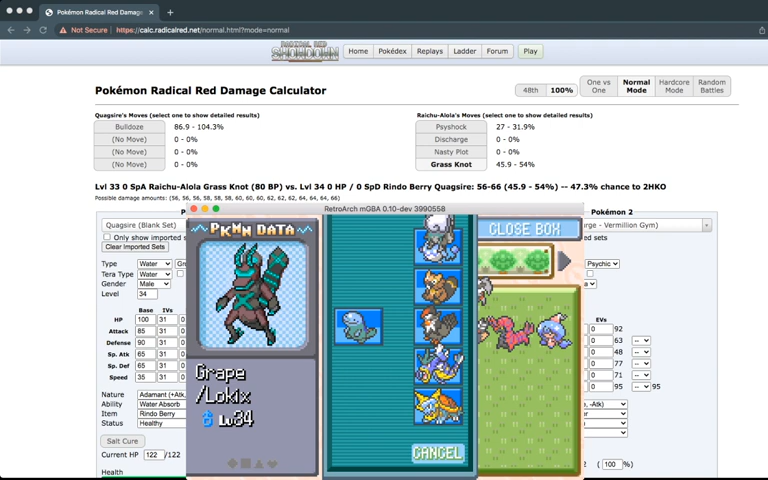 Pokémon Radical Red Damage
Not Secure https://calc.radicalred.net/normal.html?mode=normal
RADICAL RED
SHOWDOWN
Home Pokédex Replays Ladder Forum Play
Pokémon Radical Red Damage Calculator
48th 100%
One vs One
Normal Mode
Hardcore Mode
Random Battles
Quagsire's Moves (select one to show detailed results)
Bulldoze 86.9 - 104.3%
(No Move) 0 - 0%
(No Move) 0 - 0%
(No Move) 0 - 0%
Raichu-Alola's Moves (select one to show detailed results)
Psyshock 27 - 31.9%
Discharge 0 - 0%
Nasty Plot 0 - 0%
Grass Knot 45.9 - 54%
Lvl 33 0 SpA Raichu-Alola Grass Knot (80 BP) vs. Lvl 34 0 HP / 0 SpD Rindo Berry Quagsire: 56-66 (45.9 - 54%) -- 47.3% chance to 2HKO
Possible damage amounts: (56, 56, 56, 58, 58, 58, 60, 60, 60, 62, 62, 62, 64, 64, 64, 66)
RetroArch mGBA 0.10-dev 3990558
Quagsire (Blank Set)
Only show imported s
Clear Imported Sets
Type Water
Tera Type Water
Gender Male
Level 34
Base IVs
HP 100 31
Attack 85 31
Defense 90 31
Sp. Atk 65 31
Sp. Def 65 31
Speed 35 31
Nature Adamant (+Atk,
Ability Water Absorb
Item Rindo Berry
Status Healthy
Salt Cure
Current HP 122 /122
Health
PKMN DATA
Grape
/Lokix
Lv34
CANCEL
CLOSE BOX
Pokémon 2
urge - Vermillion Gym)
ed sets
Psychic
EVs
0 92
0 63 --
0 48 --
0 77 --
0 71 --
0 95 -- 95
, -Atk)
2 ( 100 %)